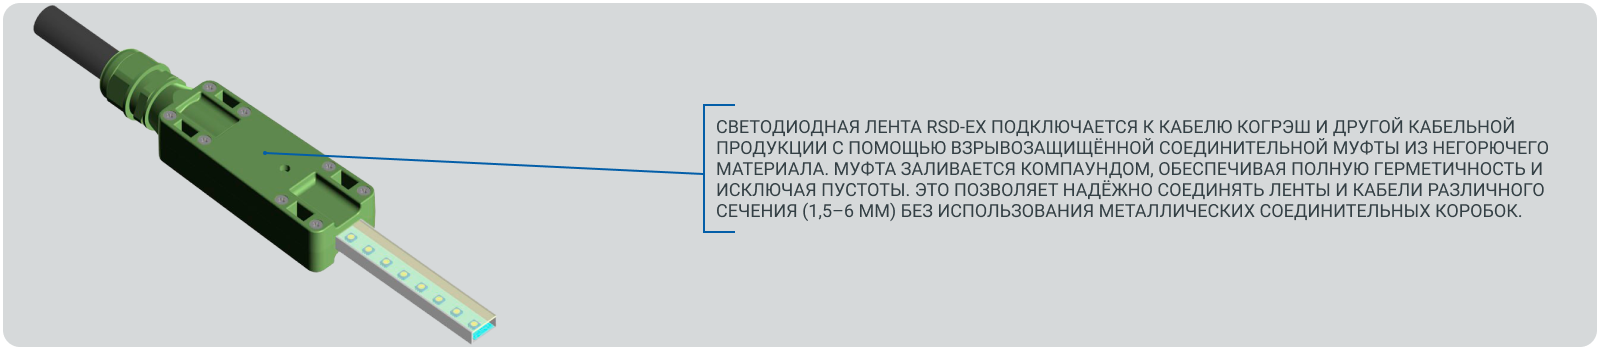 СВЕТОДИОДНАЯ ЛЕНТА RSD-EX ПОДКЛЮЧАЕТСЯ К КАБЕЛЮ КОГРЭШ И ДРУГОЙ КАБЕЛЬНОЙ
ПРОДУКЦИИ С ПОМОЩЬЮ ВЗРЫВОЗАЩИЩЁННОЙ СОЕДИНИТЕЛЬНОЙ МУФТЫ ИЗ НЕГОРЮЧЕГО
МАТЕРИАЛА. МУФТА ЗАЛИВАЕТСЯ КОМПАУНДОМ, ОБЕСПЕЧИВАЯ ПОЛНУЮ ГЕРМЕТИЧНОСТЬ И
ИСКЛЮЧАЯ ПУСТОТЫ. ЭТО ПОЗВОЛЯЕТ НАДЁЖНО СОЕДИНЯТЬ ЛЕНТЫ И КАБЕЛИ РАЗЛИЧНОГО
СЕЧЕНИЯ (1,5–6 ММ) БЕЗ ИСПОЛЬЗОВАНИЯ МЕТАЛЛИЧЕСКИХ СОЕДИНИТЕЛЬНЫХ КОРОБОК.